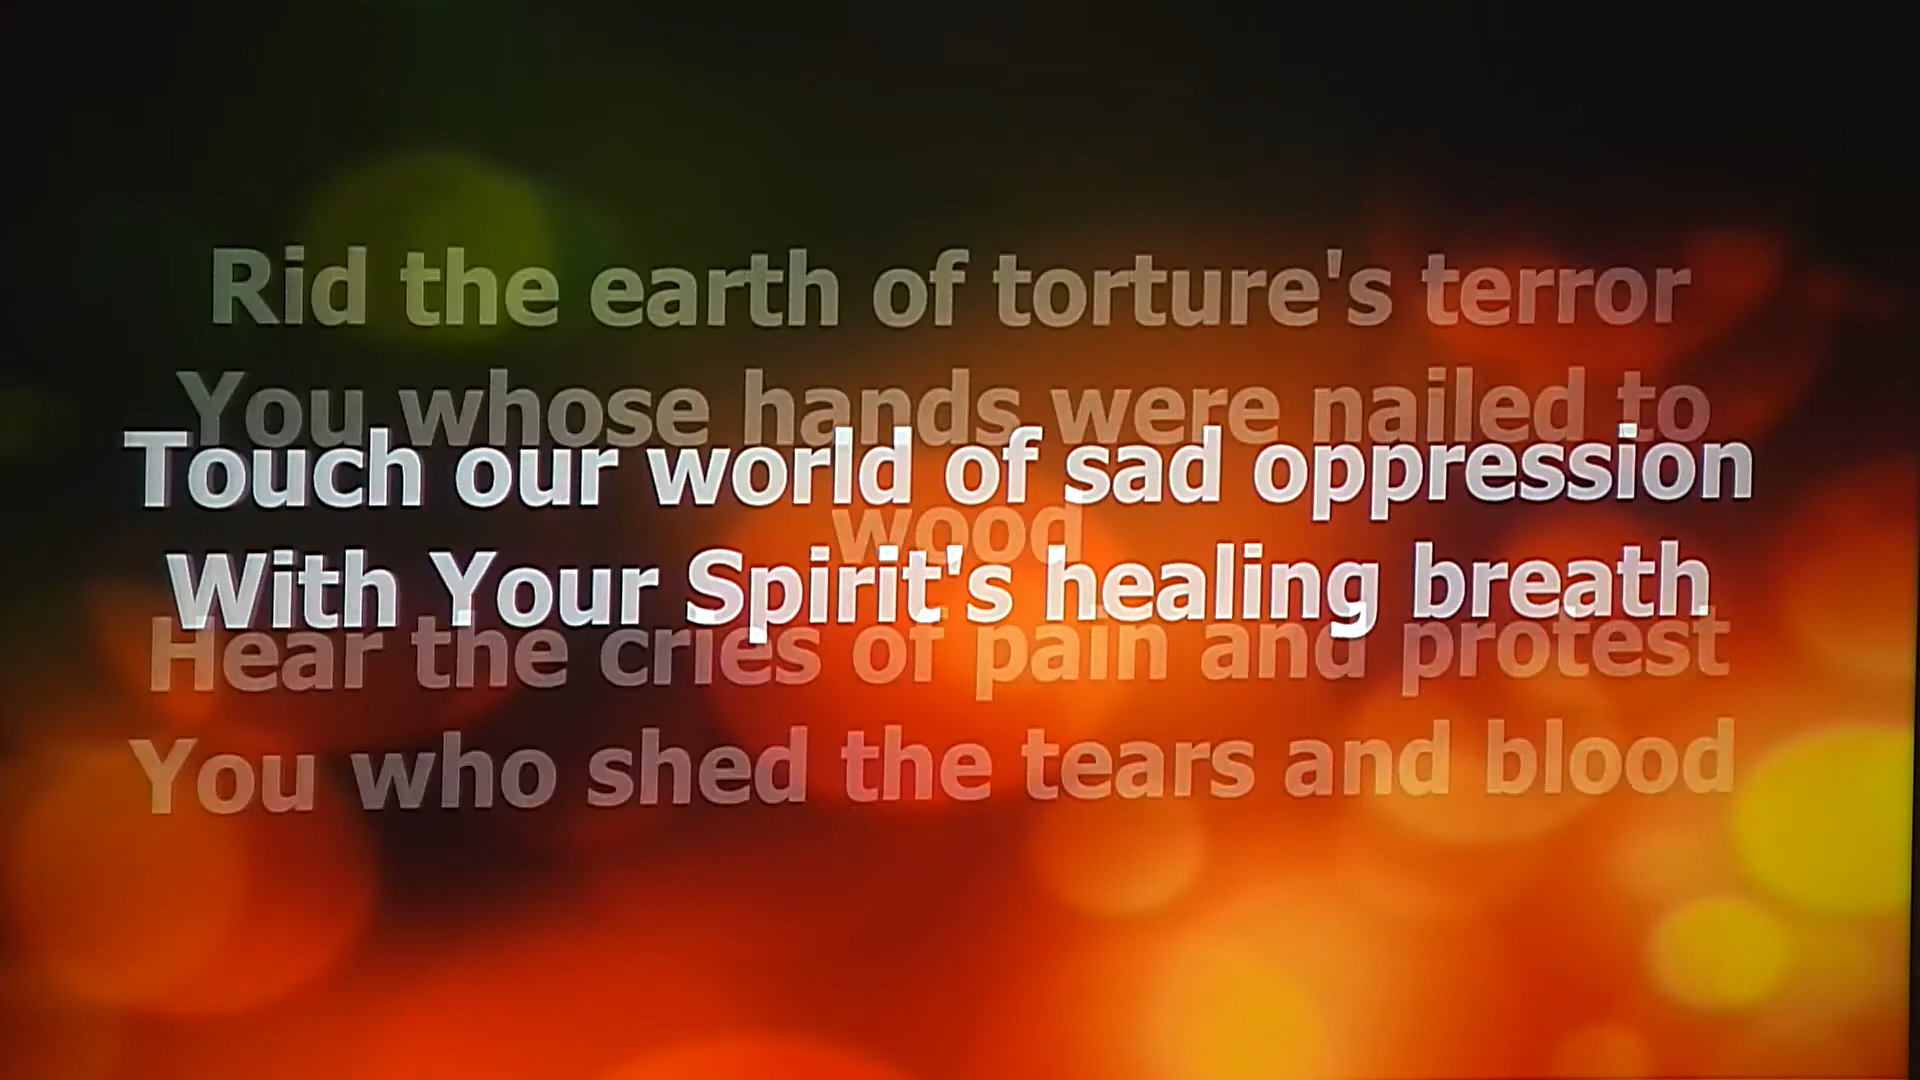 Rid the earth of torture's terror
You whose hands were nailed to
Touch our world of sad oppression
wood
With Your Spirit's healing breath
Hear the cries of pain and protest
You who shed the tears and blood